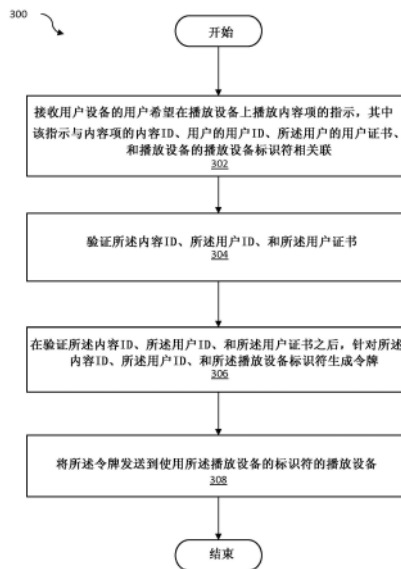 300
开始
接收用户设备的用户希望在播放设备上播放内容项的指示，其中
该指示与内容项的内容ID、用户的用户ID、所述用户的用户证书、
和播放设备的播放设备标识符相关联
302
验证所述内容ID、所述用户ID、和所述用户证书
304
在验证所述内容ID、所述用户ID、和所述用户证书之后，针对所述
内容ID、所述用户ID、和所述播放设备标识符生成令牌
306
将所述令牌发送到使用所述播放设备的标识符的播放设备
308
结束